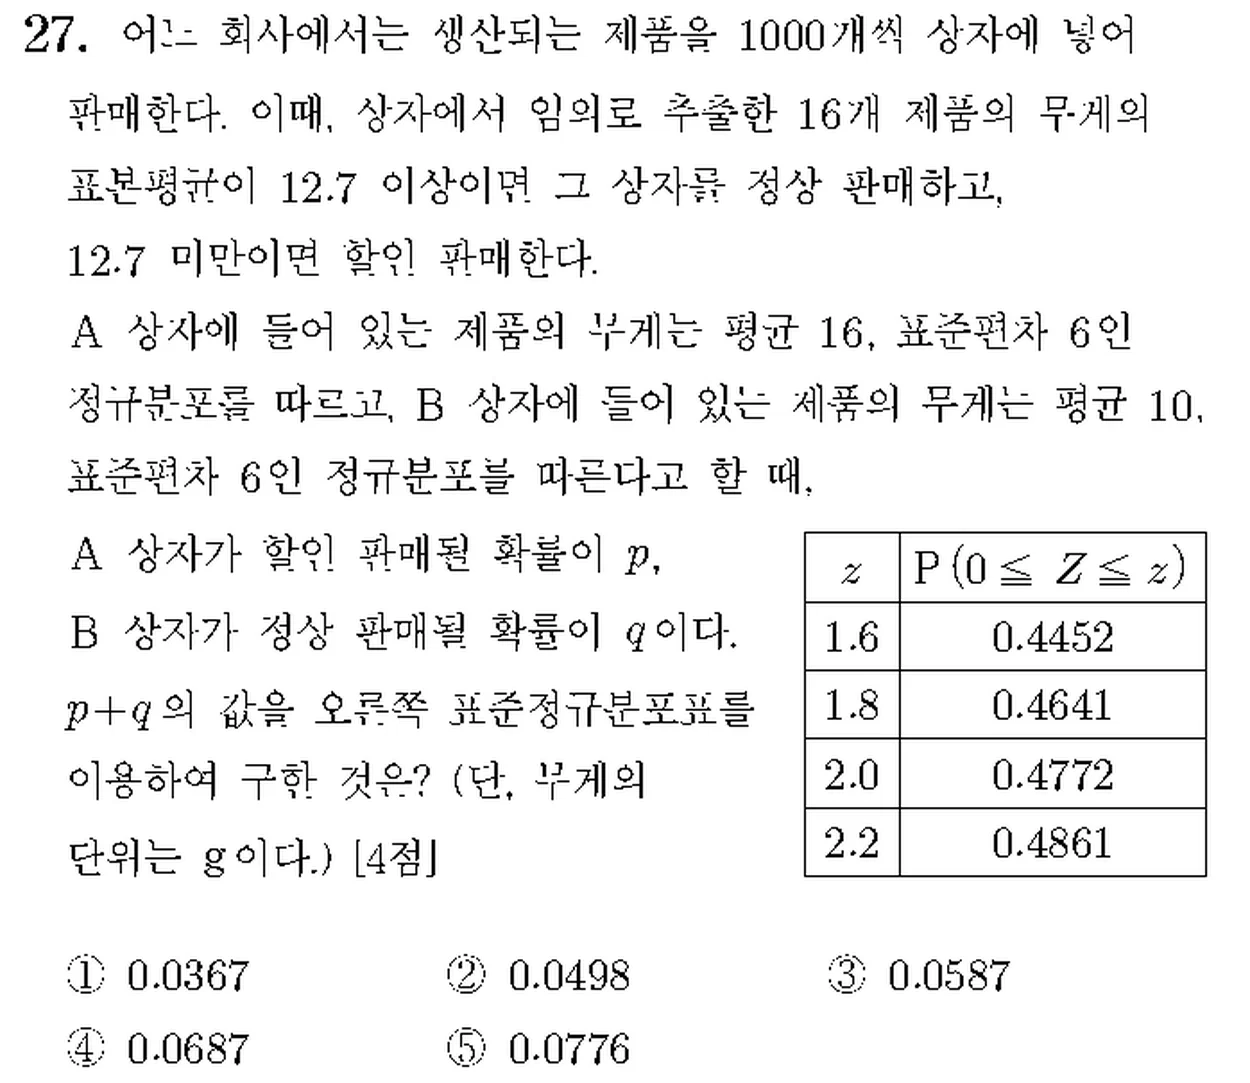 27. 어느 회사에서는 생산되는 제품을 1000개씩 상자에 넣어
판매한다. 이때, 상자에서 임의로 추출한 16개 제품의 무게의
표본평균이 12.7 이상이면 그 상자를 정상 판매하고,
12.7 미만이면 할인 판매한다.
A 상자에 들어 있는 제품의 무게는 평균 16, 표준편차 6인
정규분포를 따르고, B 상자에 들어 있는 제품의 무게는 평균 10,
표준편차 6인 정규분포를 따른다고 할 때,
A 상자가 할인 판매될 확률이 p,
B 상자가 정상 판매될 확률이 q이다.
p+q의 값을 오른쪽 표준정규분포표를
이용하여 구한 것은? (단, 무게의
단위는 g이다.) [4점]
z P(0≦ Z≦z)
1.6 0.4452
1.8 0.4641
2.0 0.4772
2.2 0.4861
① 0.0367 ② 0.0498 ③ 0.0587
④ 0.0687 ⑤ 0.0776